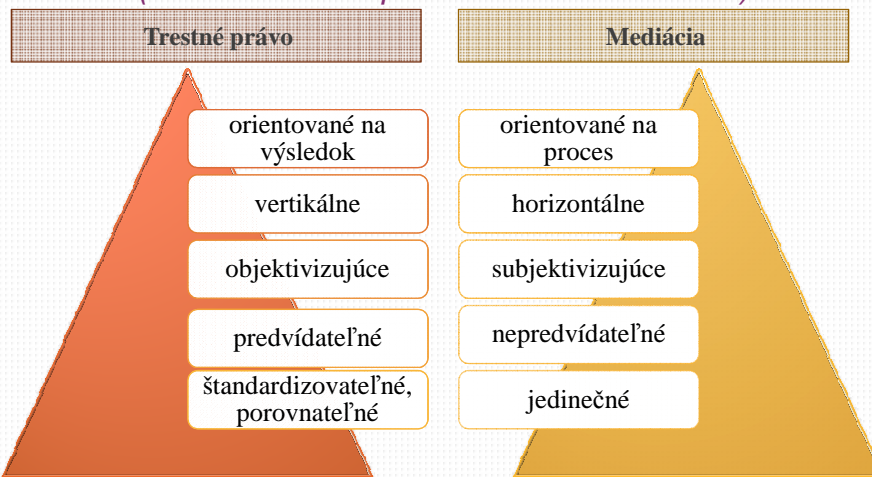 Trestné právo
orientované na
výsledok
vertikálne
objektivizujúce
predvídateľné
štandardizovateľné,
porovnateľné
Mediácia
orientované na
proces
horizontálne
subjektivizujúce
nepredvídateľné
jedinečné